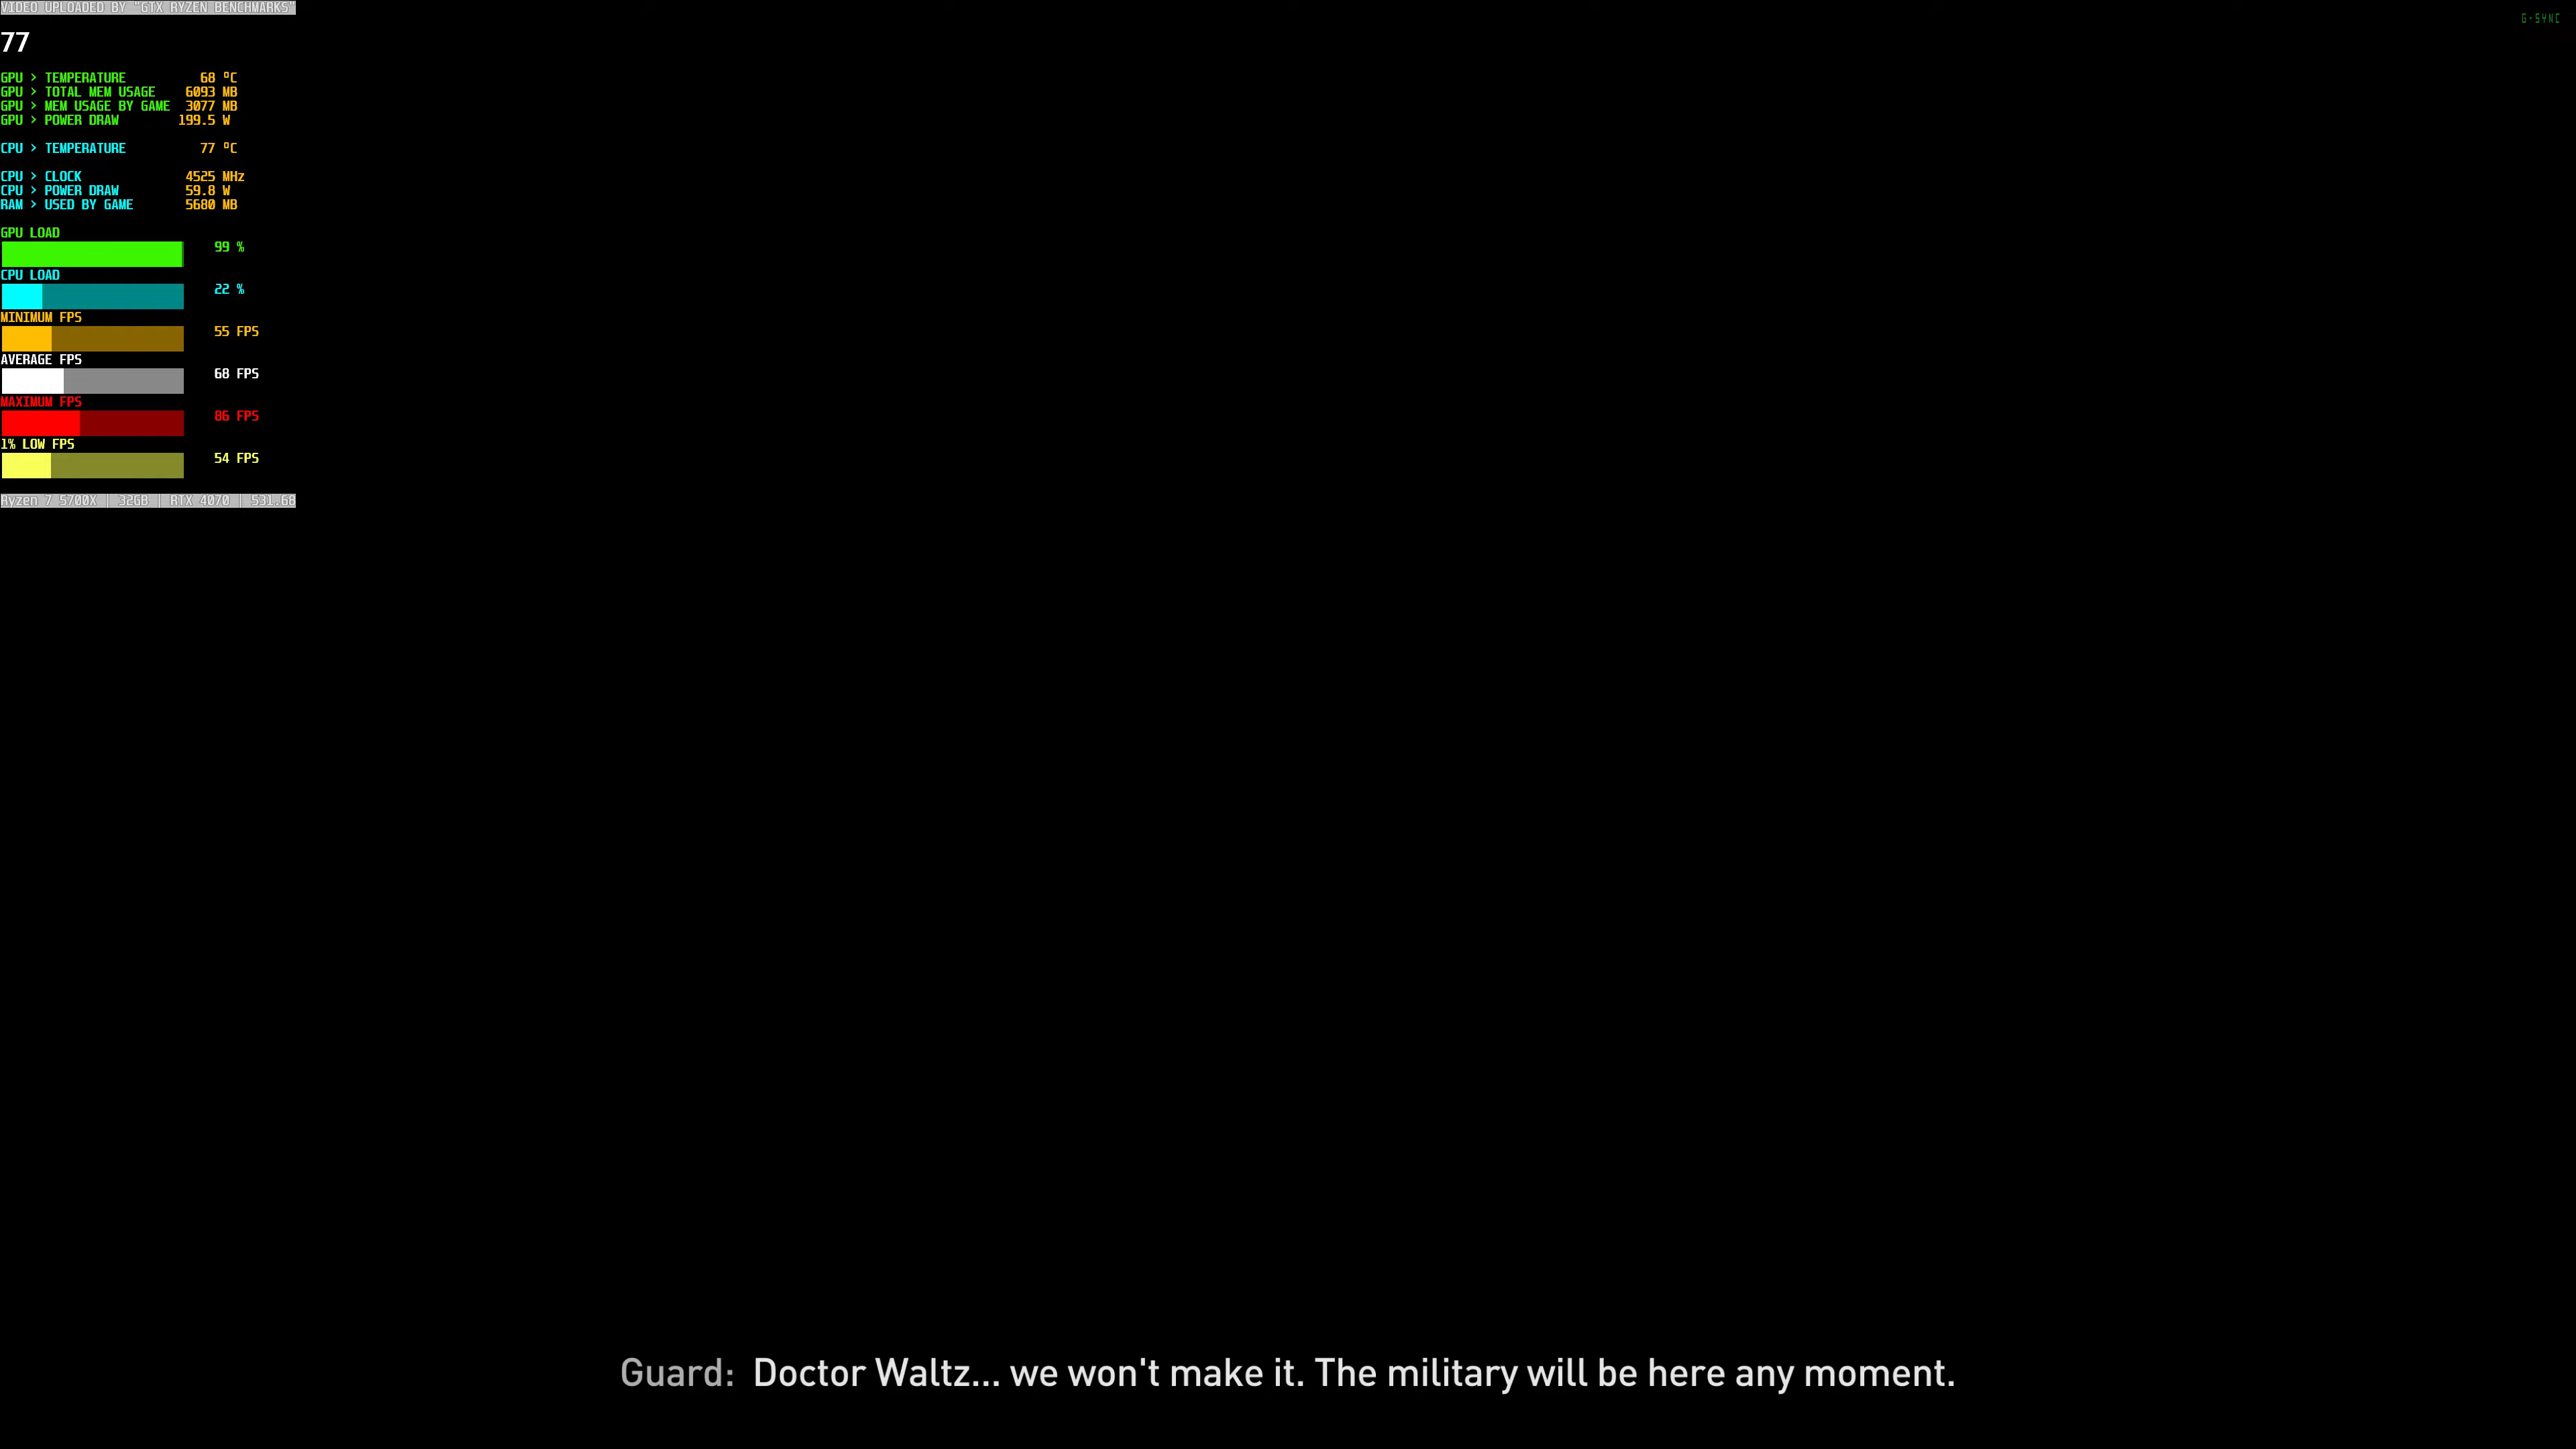 VIDEO UPLOADED BY "GTX RYZEN BENCHMARKS"
G-SYNC
77
GPU > TEMPERATURE 68 ºC
GPU > TOTAL MEM USAGE 6093 MB
GPU > MEM USAGE BY GAME 3077 MB
GPU > POWER DRAW 199.5 W
CPU > TEMPERATURE 77 ºC
CPU > CLOCK 4525 MHz
CPU > POWER DRAW 59.8 W
RAM > USED BY GAME 5680 MB
GPU LOAD
99 %
CPU LOAD
22 %
MINIMUM FPS
55 FPS
AVERAGE FPS
68 FPS
MAXIMUM FPS
86 FPS
1% LOW FPS
54 FPS
Ryzen 7 5700X | 32GB | RTX 4070 | 531.68
Guard: Doctor Waltz... we won't make it. The military will be here any moment.